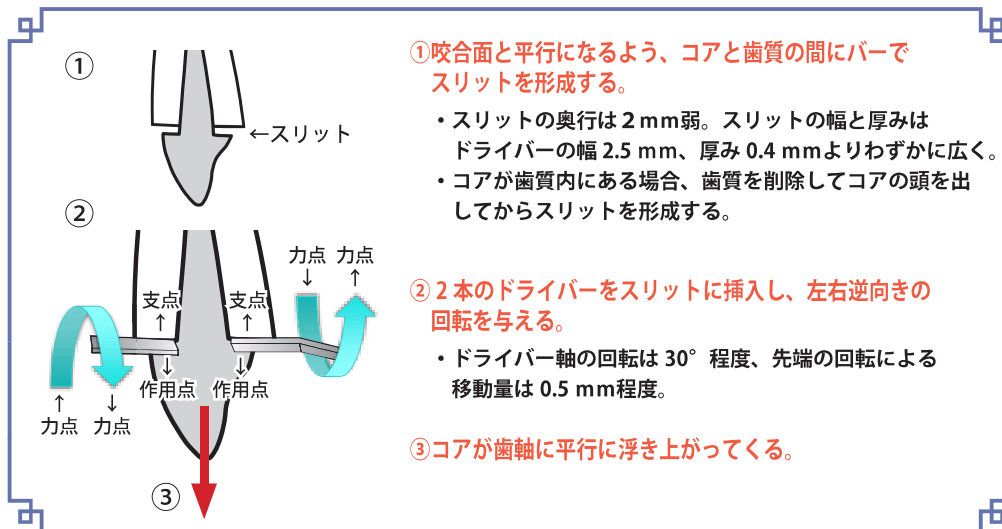 ①
←スリット
②
力点 力点
↓ ↑
支点 支点
↑ ↑
↓ ↓
作用点 作用点
↑ ↓
力点 力点
③
①咬合面と平行になるよう、コアと歯質の間にバーで
スリットを形成する。
・スリットの奥行は2mm弱。スリットの幅と厚みは
ドライバーの幅 2.5 mm、厚み 0.4 mmよりわずかに広く。
・コアが歯質内にある場合、歯質を削除してコアの頭を出
してからスリットを形成する。
②2本のドライバーをスリットに挿入し、左右逆向きの
回転を与える。
・ドライバー軸の回転は 30°程度、先端の回転による
移動量は 0.5 mm程度。
③コアが歯軸に平行に浮き上がってくる。